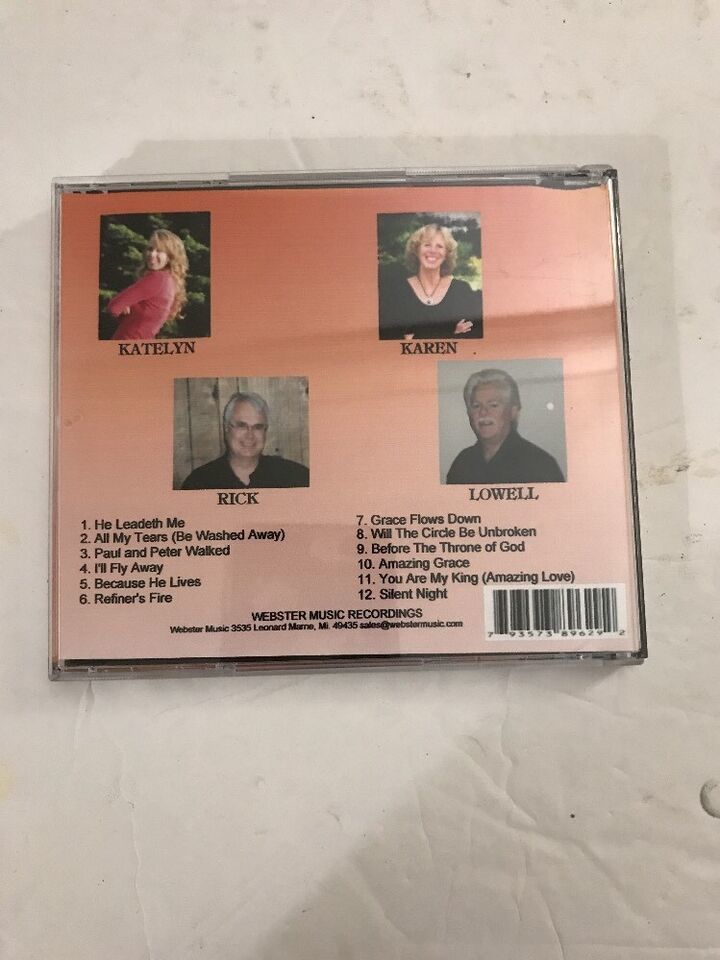 KATELYN
KAREN
RICK
LOWELL
1. He Leadeth Me
2. All My Tears (Be Washed Away)
3. Paul and Peter Walked
4. I'll Fly Away
5. Because He Lives
6. Refiner's Fire
7. Grace Flows Down
8. Will The Circle Be Unbroken
9. Before The Throne of God
10. Amazing Grace
11. You Are My King (Amazing Love)
12. Silent Night
WEBSTER MUSIC RECORDINGS
Webster Music 3535 Leonard Marne, Mi. 49435 sales@webstermusic.com
7 93573 89629 2